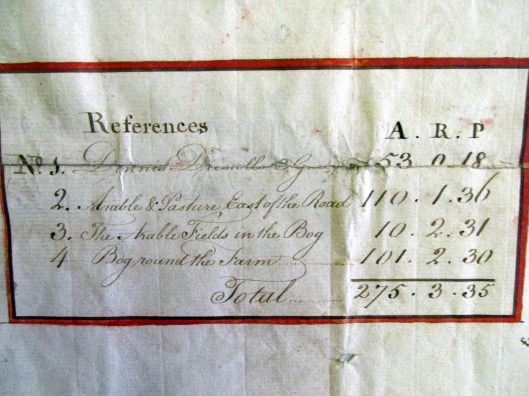 References A. R. P
No. 1. Dennis Driscolls & 53 0 18
2. Arable & Pasture East of the Road 110. 1. 36
3. The Arable Fields in the Bog 10. 2. 31
4 Bog round the Farm 101. 2. 30
Total 275. 3. 35